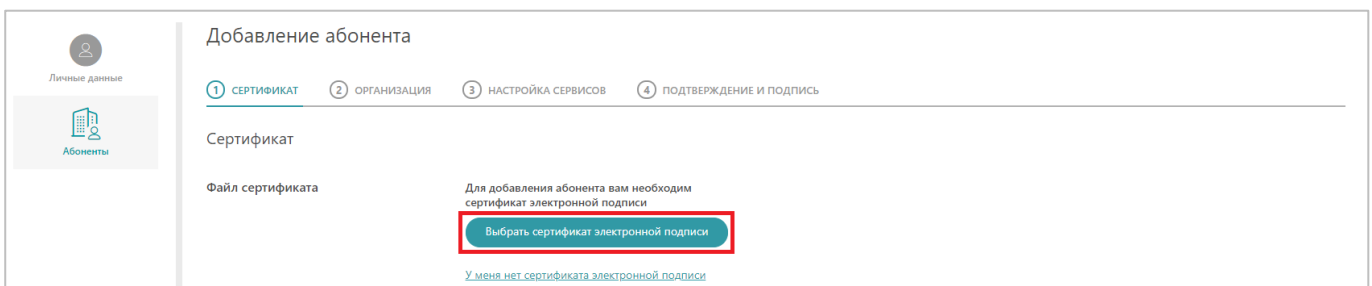 Добавление абонента
Личные данные
1 СЕРТИФИКАТ 2 ОРГАНИЗАЦИЯ 3 НАСТРОЙКА СЕРВИСОВ 4 ПОДТВЕРЖДЕНИЕ И ПОДПИСЬ
Абоненты
Сертификат
Файл сертификата
Для добавления абонента вам необходим
сертификат электронной подписи
Выбрать сертификат электронной подписи
У меня нет сертификата электронной подписи